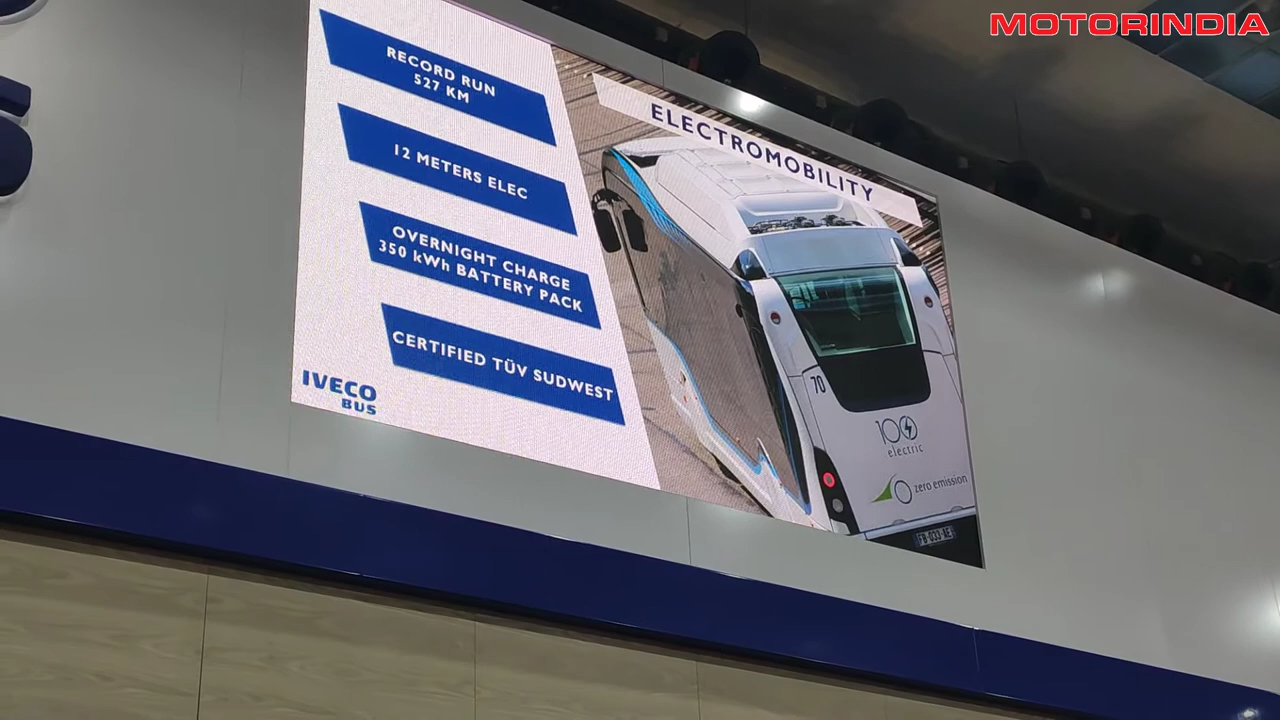 MOTORINDIA
RECORD RUN
527 KM
12 METERS ELEC
OVERNIGHT CHARGE
350 kWh BATTERY PACK
CERTIFIED TÜV SUDWEST
IVECO
BUS
ELECTROMOBILITY
70
100
electric
zero emission